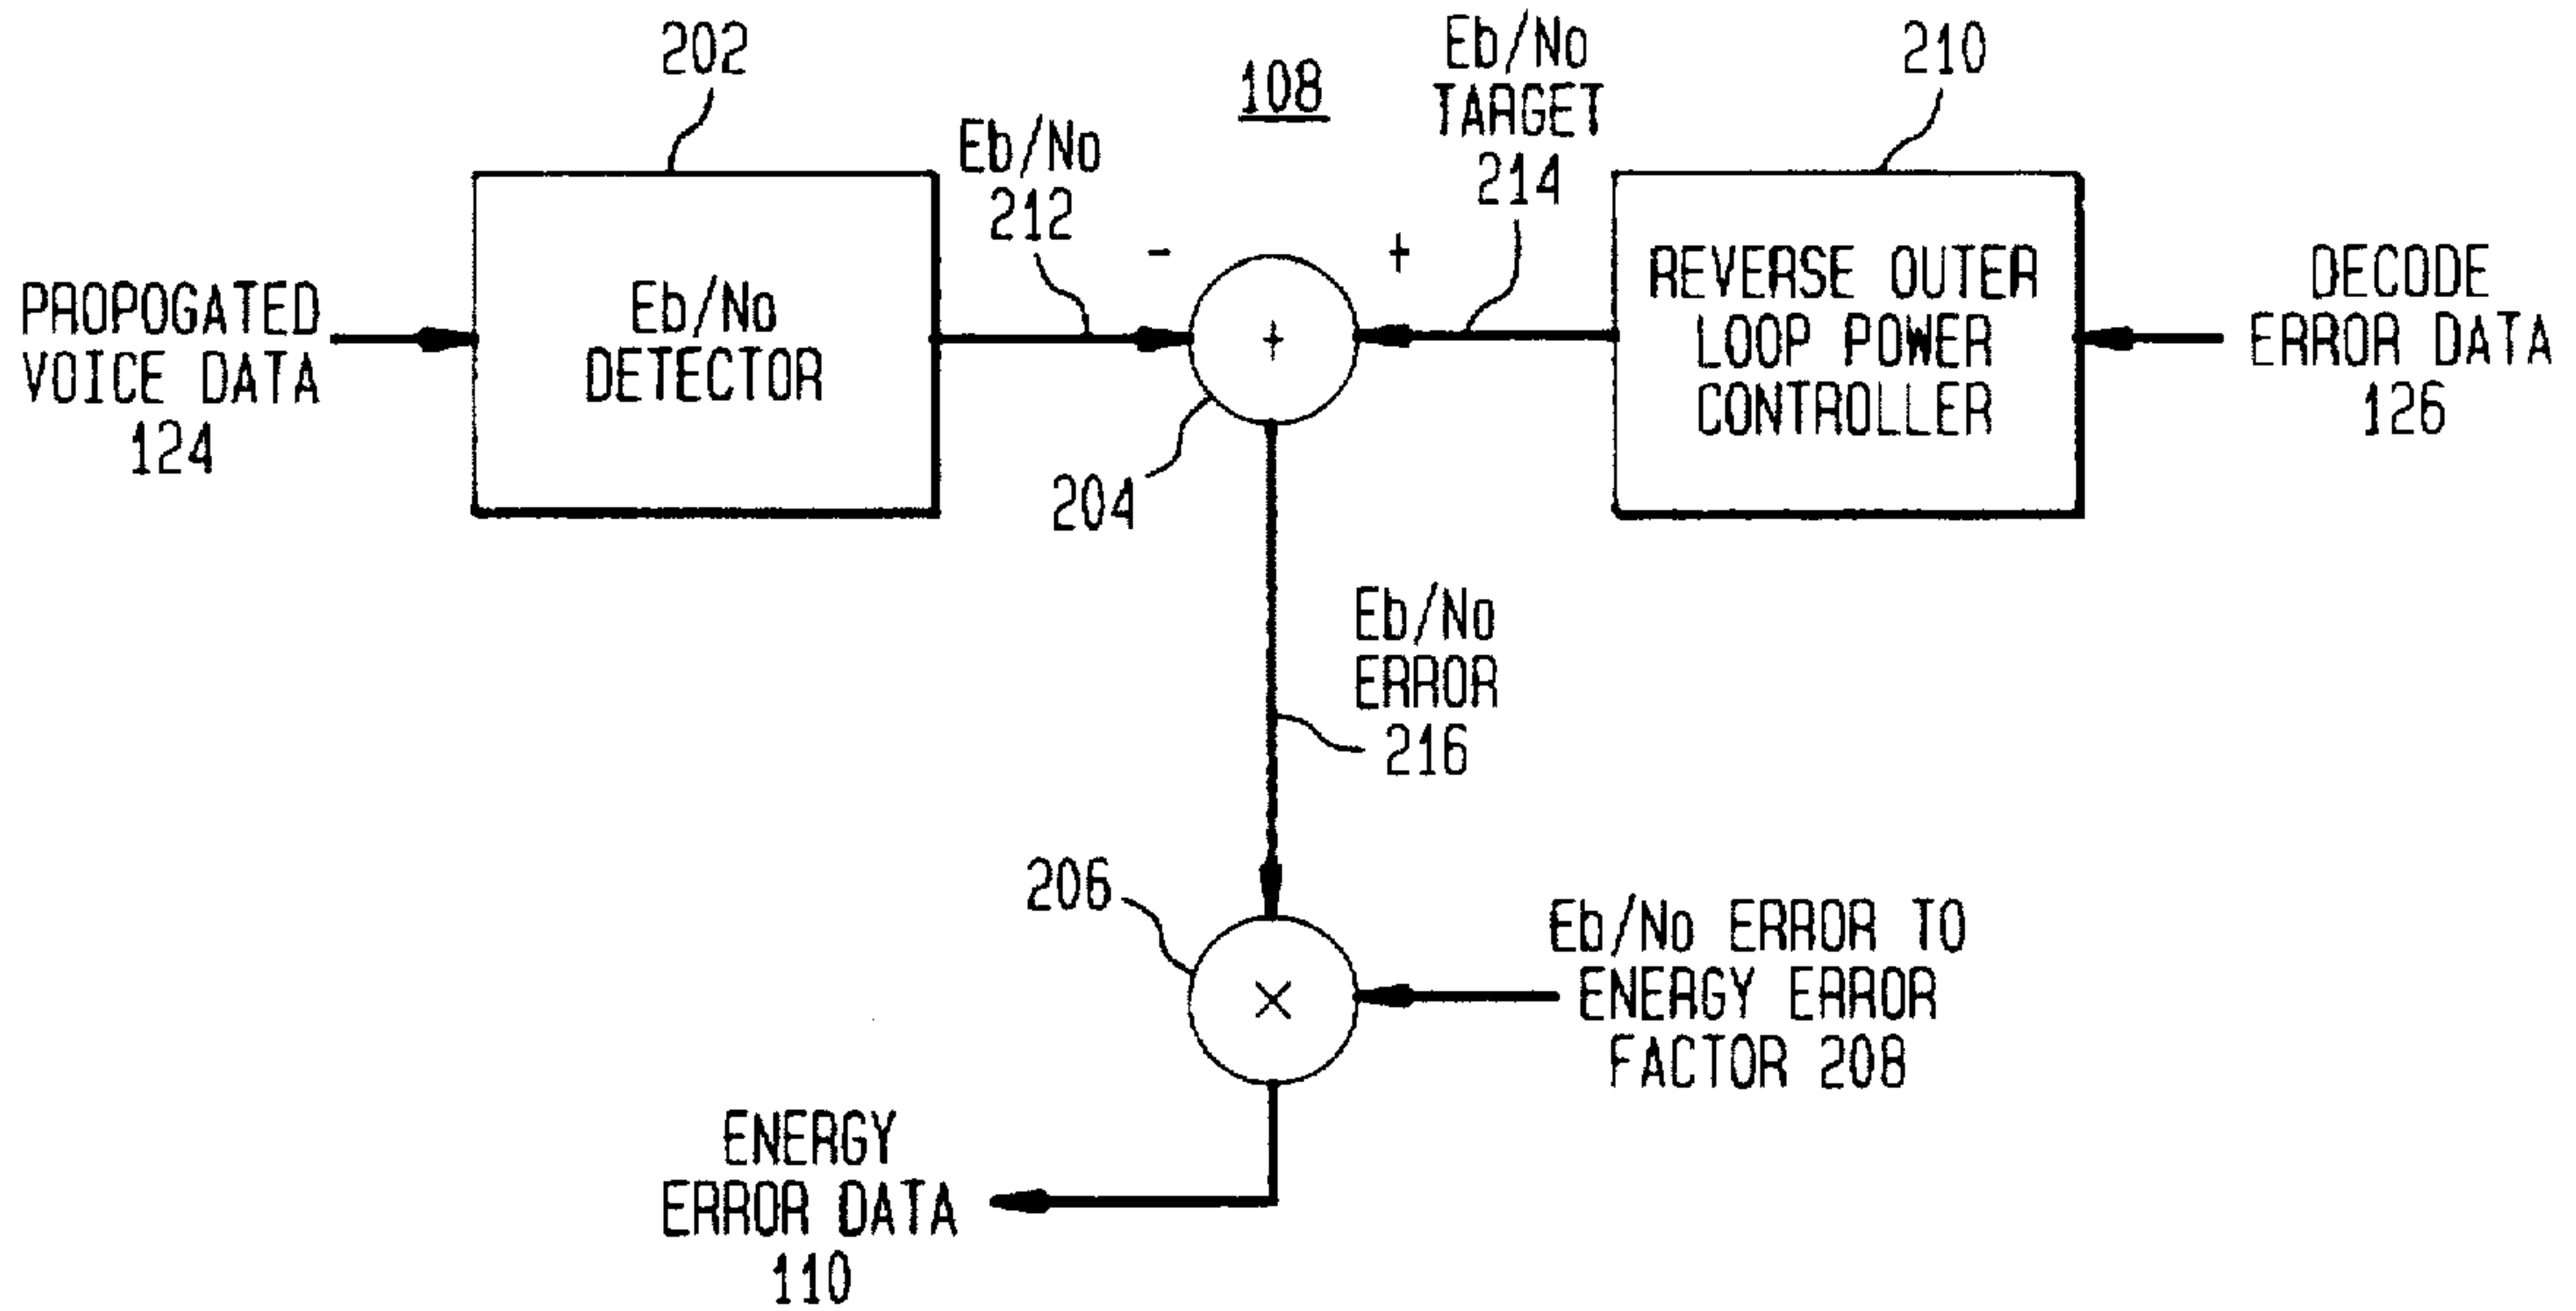 202
Eb/No
212
108
Eb/No
TARGET
214
210
PROPOGATED
VOICE DATA
124
Eb/No
DETECTOR
-
+
+
204
REVERSE OUTER
LOOP POWER
CONTROLLER
DECODE
ERROR DATA
126
Eb/No
ERROR
216
206
×
Eb/No ERROR TO
ENERGY ERROR
FACTOR 208
ENERGY
ERROR DATA
110